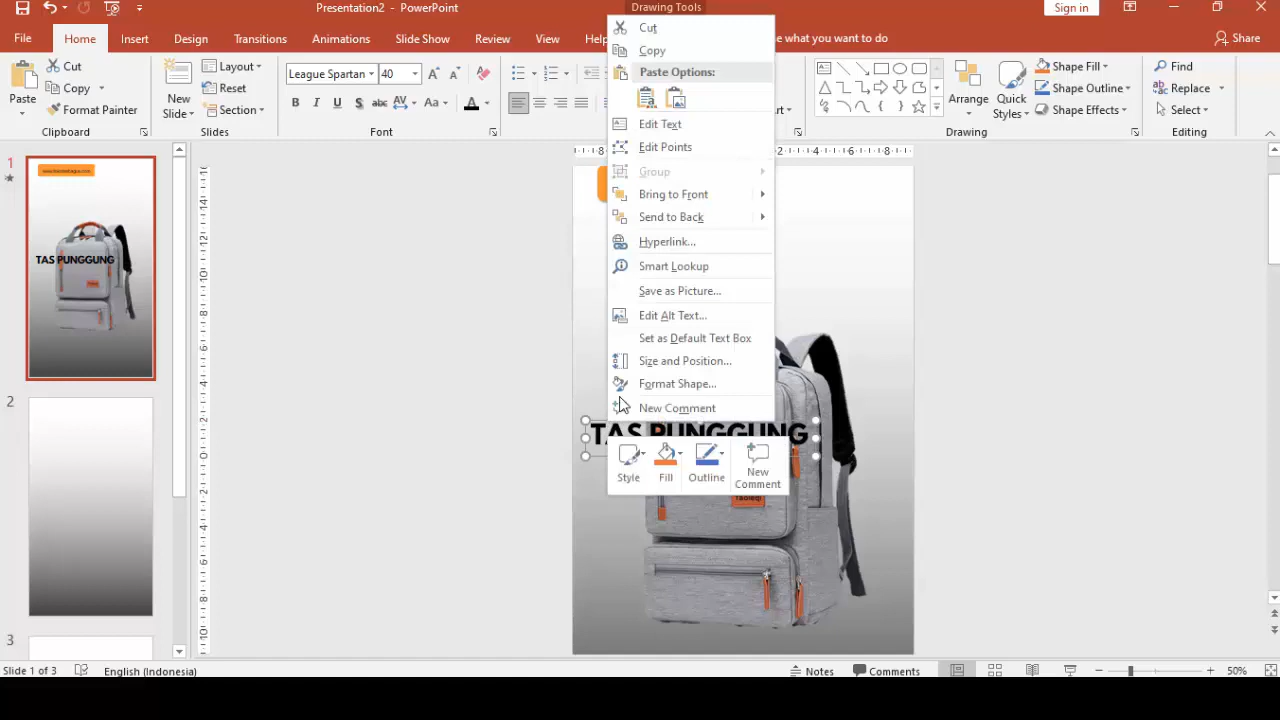 Presentation2 - PowerPoint
Drawing Tools
Sign in
File
Home
Insert
Design
Transitions
Animations
Slide Show
Review
View
Help
me what you want to do
Share
Paste
Cut
Copy
Format Painter
Clipboard
New
Slide
Layout
Reset
Section
Slides
League Spartan
40
Font
Arrange
Quick
Styles
Shape Fill
Shape Outline
Shape Effects
Drawing
Find
Replace
Select
Editing
Cut
Copy
Paste Options:
Edit Text
Edit Points
Group
Bring to Front
Send to Back
Hyperlink...
Smart Lookup
Save as Picture...
Edit Alt Text...
Set as Default Text Box
Size and Position...
Format Shape...
New Comment
Style
Fill
Outline
New
Comment
1
TAS PUNGGUNG
2
3
TAS PUNGGUNG
Taoleqi
Slide 1 of 3
English (Indonesia)
Notes
Comments
50%